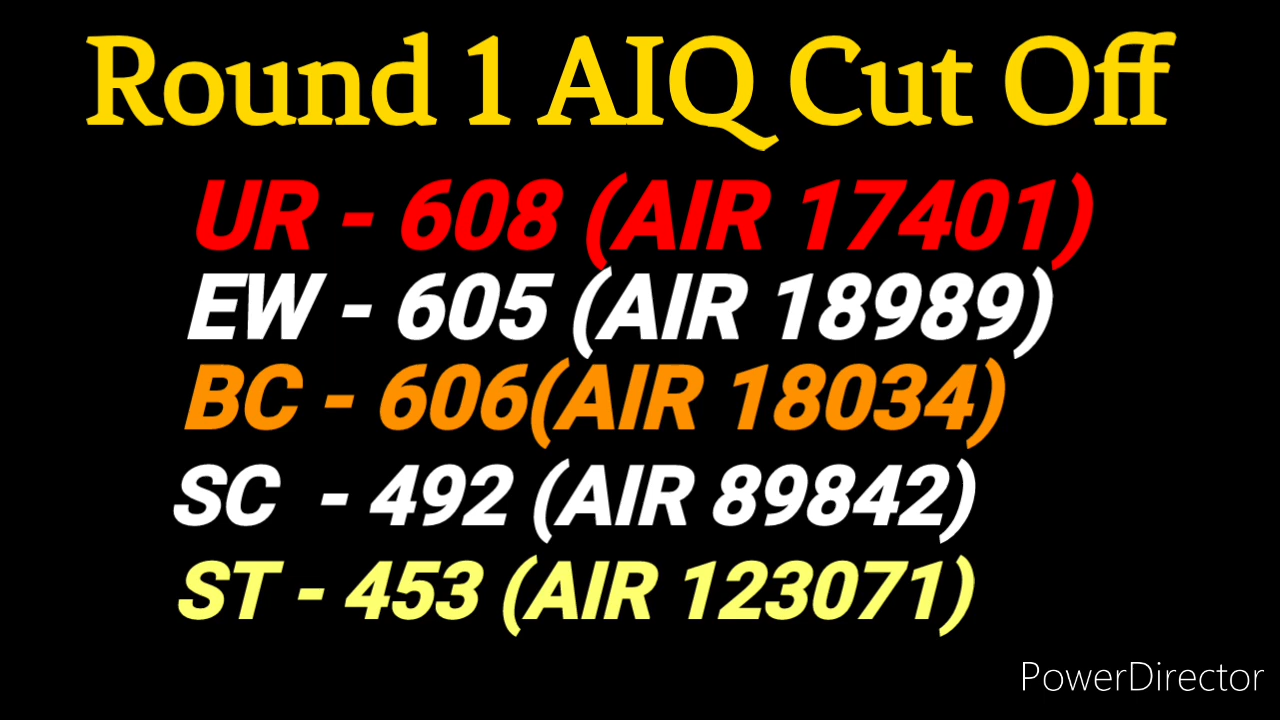 Round 1 AIQ Cut Off
UR - 608 (AIR 17401)
EW - 605 (AIR 18989)
BC - 606(AIR 18034)
SC - 492 (AIR 89842)
ST - 453 (AIR 123071)
PowerDirector